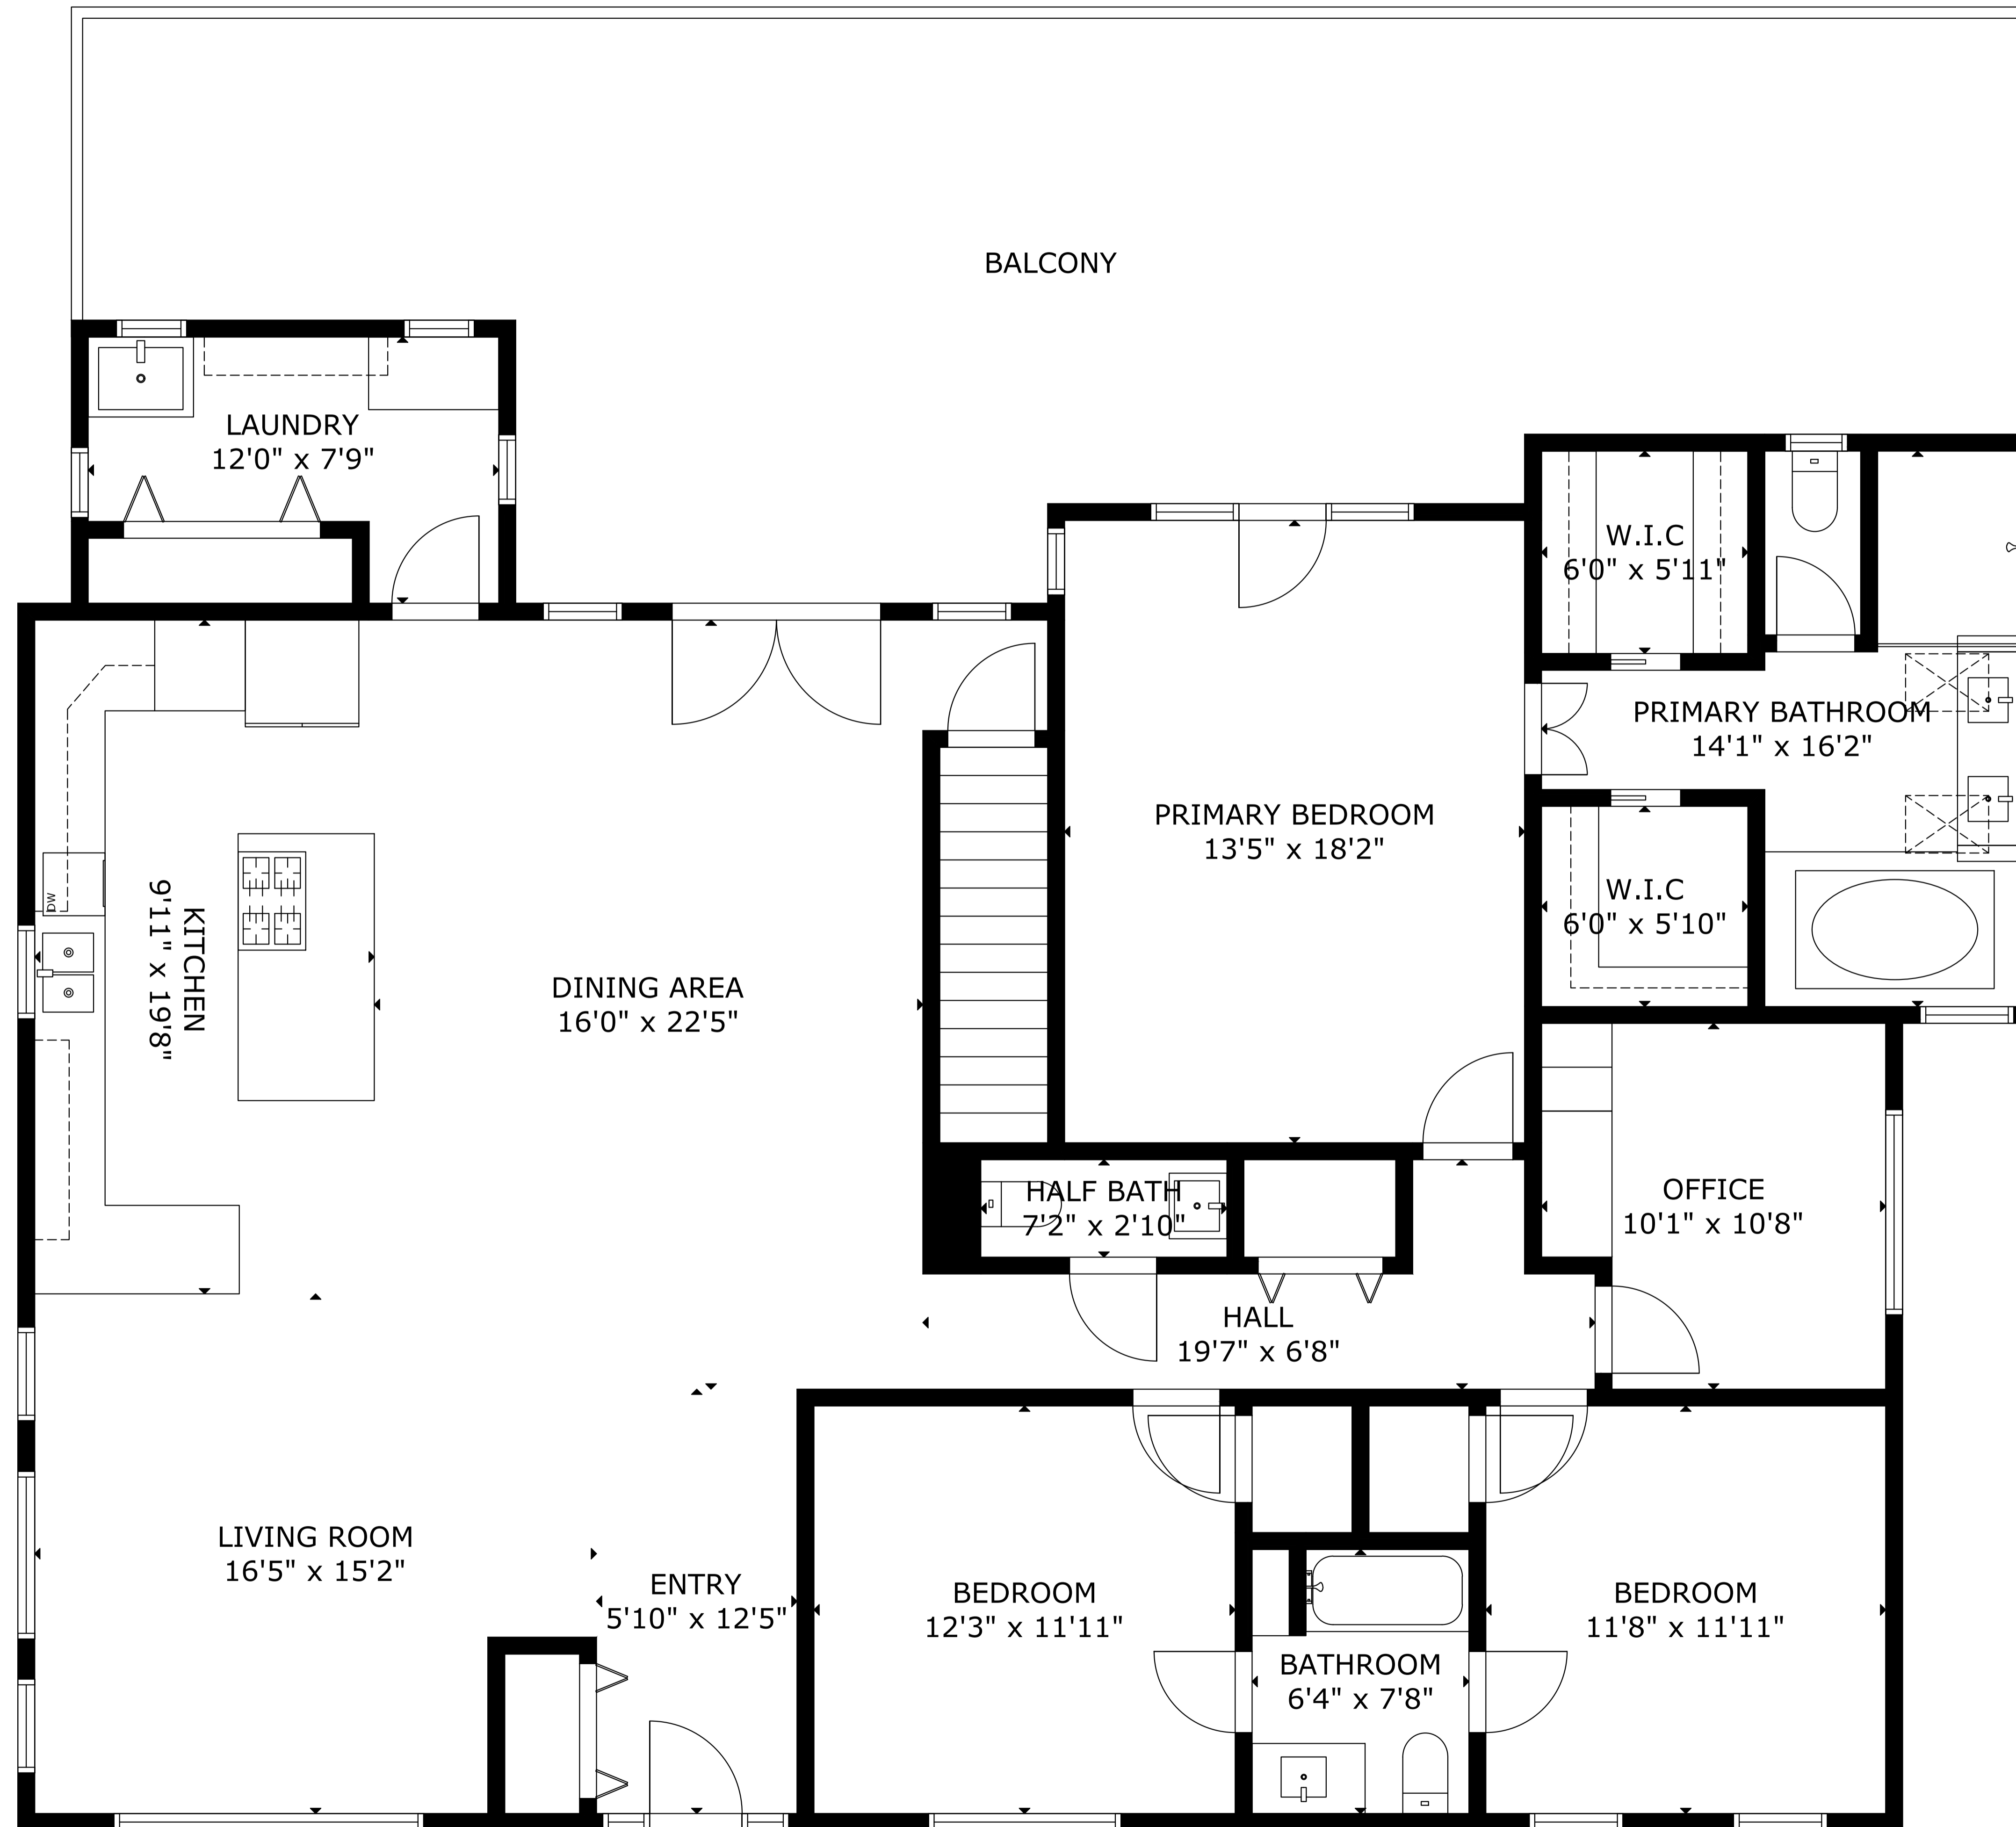 BALCONY
LAUNDRY
12'0" x 7'9"
W.I.C
6'0" x 5'11"
PRIMARY BATHROOM
14'1" x 16'2"
PRIMARY BEDROOM
13'5" x 18'2"
W.I.C
6'0" x 5'10"
DW
KITCHEN
9'11" x 19'8"
DINING AREA
16'0" x 22'5"
HALF BATH
7'2" x 2'10"
OFFICE
10'1" x 10'8"
HALL
19'7" x 6'8"
LIVING ROOM
16'5" x 15'2"
ENTRY
5'10" x 12'5"
BEDROOM
12'3" x 11'11"
BEDROOM
11'8" x 11'11"
BATHROOM
6'4" x 7'8"